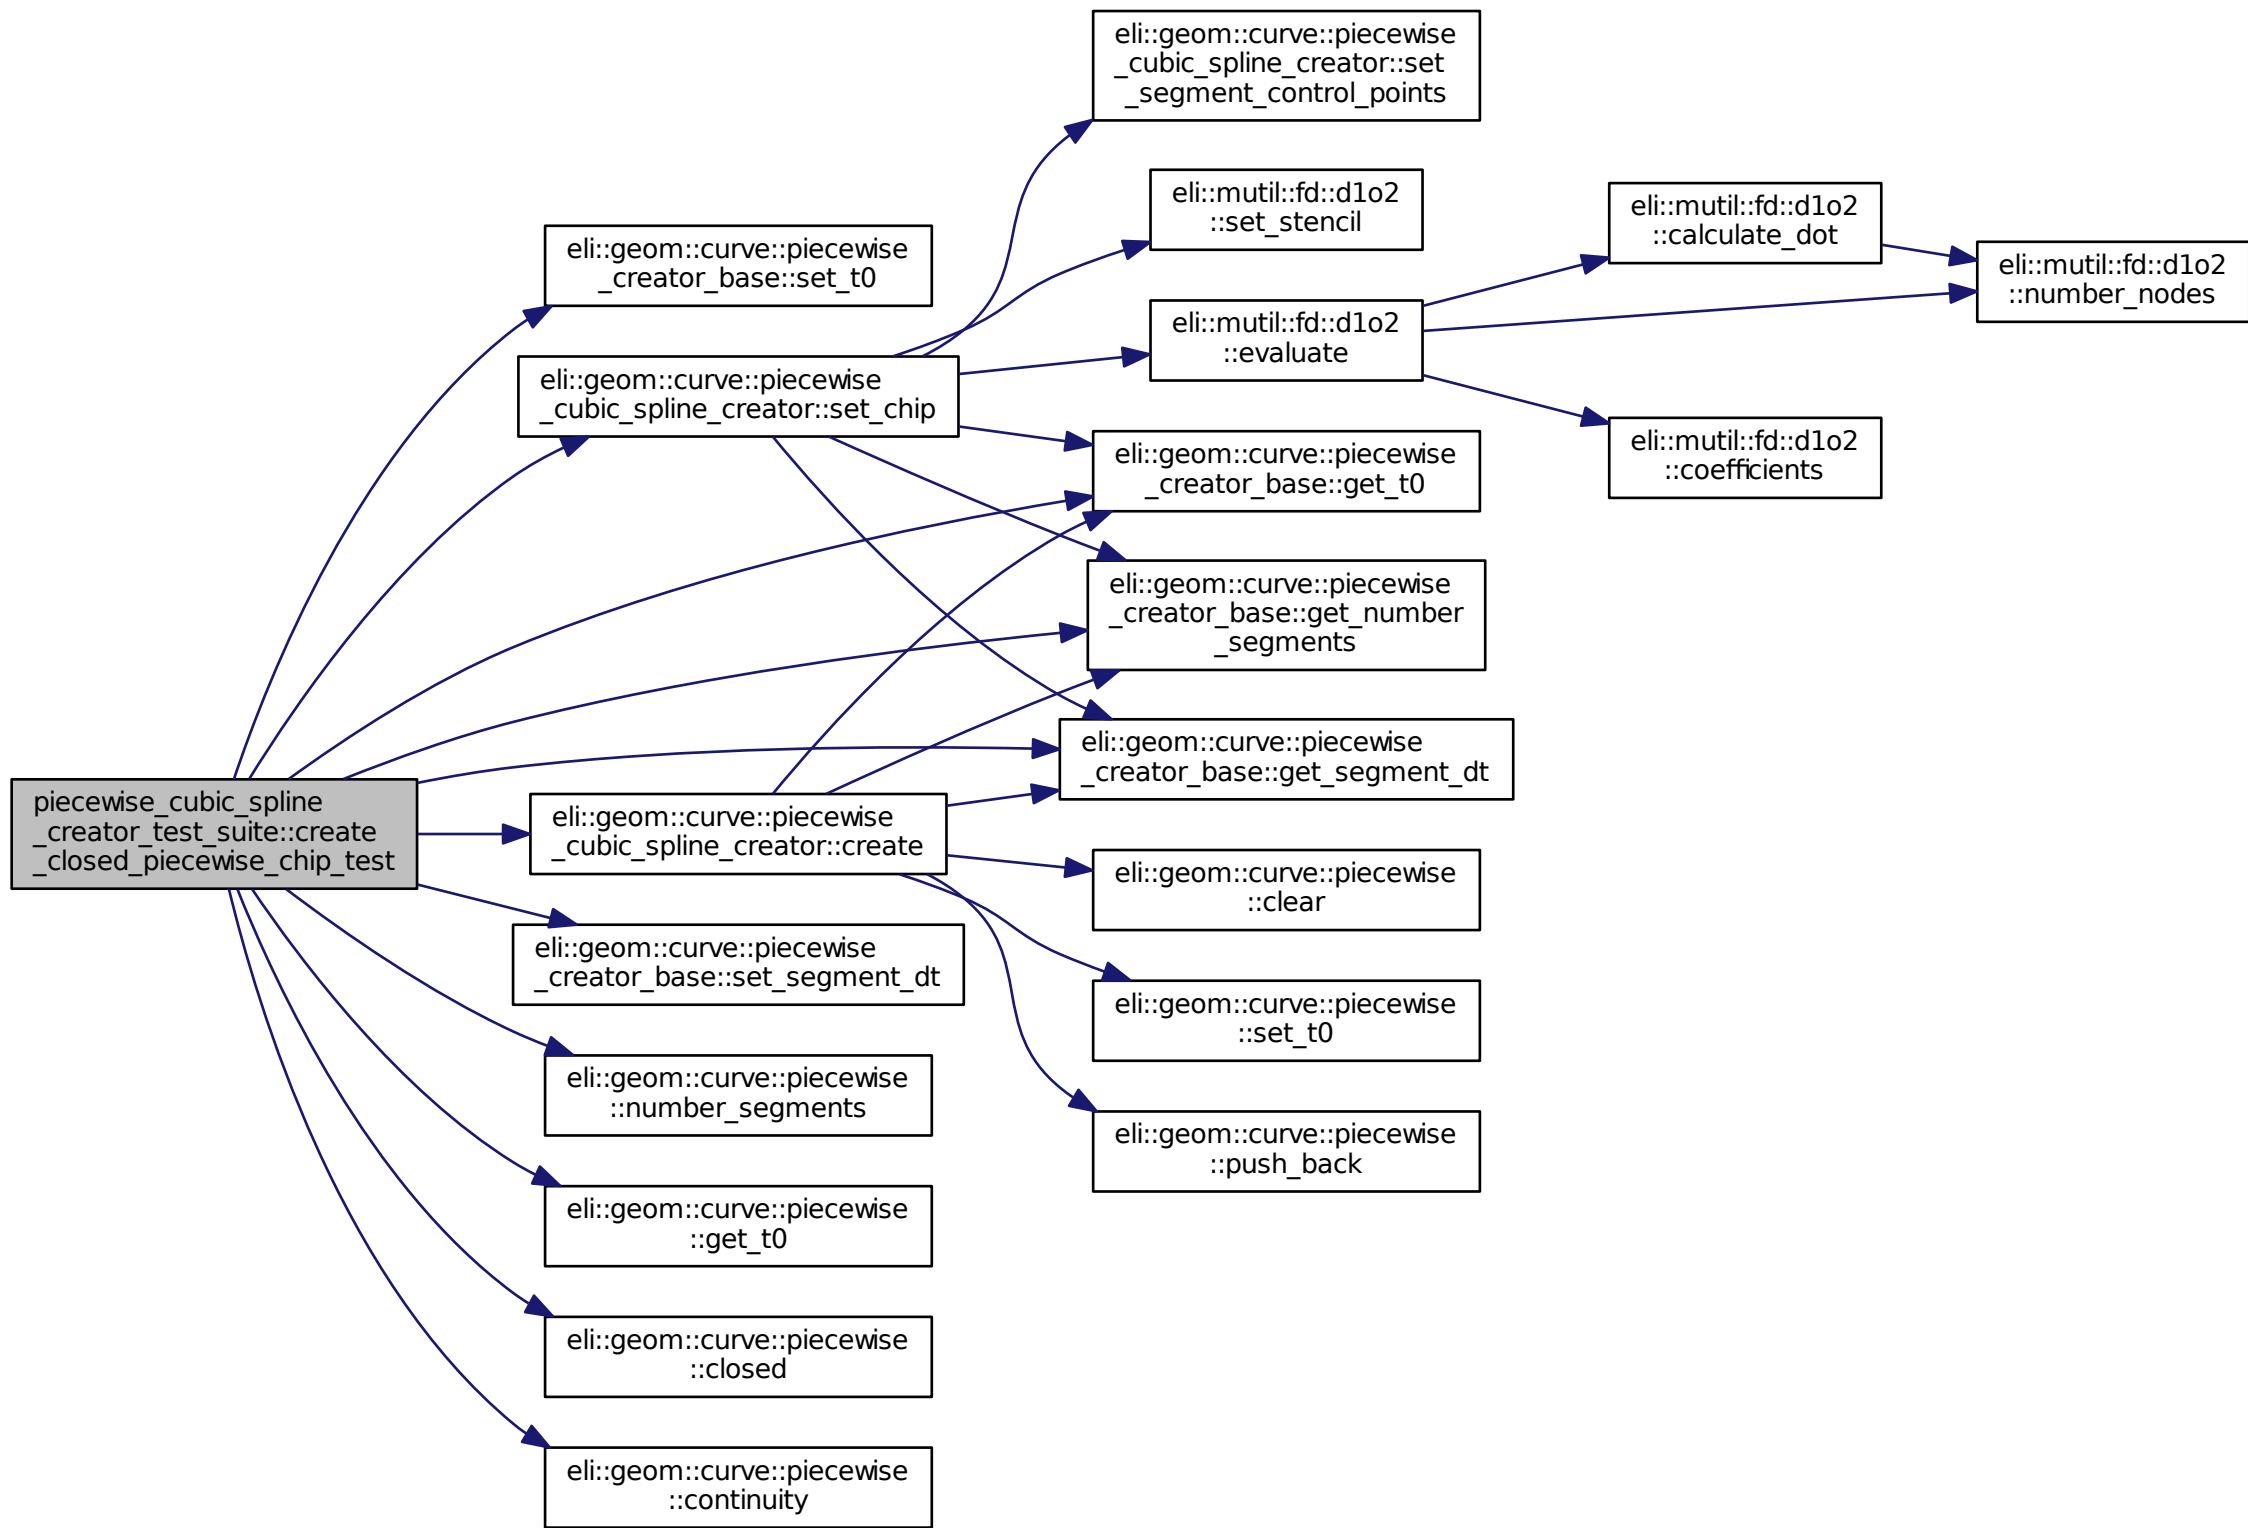 eli::geom::curve::piecewise
_cubic_spline_creator::set
_segment_control_points
eli::mutil::fd::d1o2
::set_stencil
eli::mutil::fd::d1o2
::calculate_dot
eli::geom::curve::piecewise
_creator_base::set_t0
eli::mutil::fd::d1o2
::number_nodes
eli::mutil::fd::d1o2
::evaluate
eli::geom::curve::piecewise
_cubic_spline_creator::set_chip
eli::geom::curve::piecewise
_creator_base::get_t0
eli::mutil::fd::d1o2
::coefficients
eli::geom::curve::piecewise
_creator_base::get_number
_segments
eli::geom::curve::piecewise
_creator_base::get_segment_dt
piecewise_cubic_spline
_creator_test_suite::create
_closed_piecewise_chip_test
eli::geom::curve::piecewise
_cubic_spline_creator::create
eli::geom::curve::piecewise
::clear
eli::geom::curve::piecewise
_creator_base::set_segment_dt
eli::geom::curve::piecewise
::set_t0
eli::geom::curve::piecewise
::number_segments
eli::geom::curve::piecewise
::push_back
eli::geom::curve::piecewise
::get_t0
eli::geom::curve::piecewise
::closed
eli::geom::curve::piecewise
::continuity